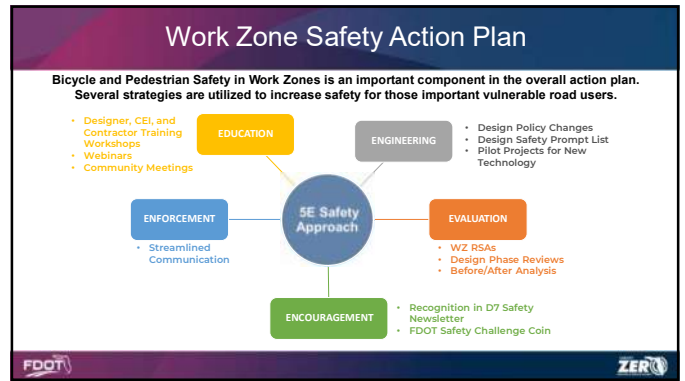 Work Zone Safety Action Plan
Bicycle and Pedestrian Safety in Work Zones is an important component in the overall action plan.
Several strategies are utilized to increase safety for those important vulnerable road users.
• Designer, CEI, and
Contractor Training
Workshops
• Webinars
• Community Meetings
EDUCATION
ENGINEERING
• Design Policy Changes
• Design Safety Prompt List
• Pilot Projects for New
Technology
ENFORCEMENT
• Streamlined
Communication
5E Safety
Approach
EVALUATION
• WZ RSAs
• Design Phase Reviews
• Before/After Analysis
ENCOURAGEMENT
• Recognition in D7 Safety
Newsletter
• FDOT Safety Challenge Coin
FDOT
ZERO